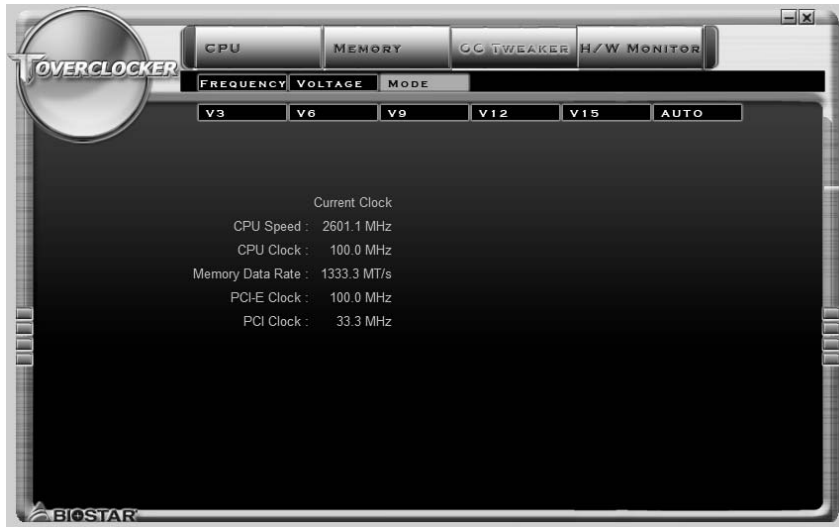 TOVERCLOCKER
CPU MEMORY OC TWEAKER H/W MONITOR
FREQUENCY VOLTAGE MODE
V3 V6 V9 V12 V15 AUTO
Current Clock
CPU Speed : 2601.1 MHz
CPU Clock : 100.0 MHz
Memory Data Rate : 1333.3 MT/s
PCI-E Clock : 100.0 MHz
PCI Clock : 33.3 MHz
BIOSTAR